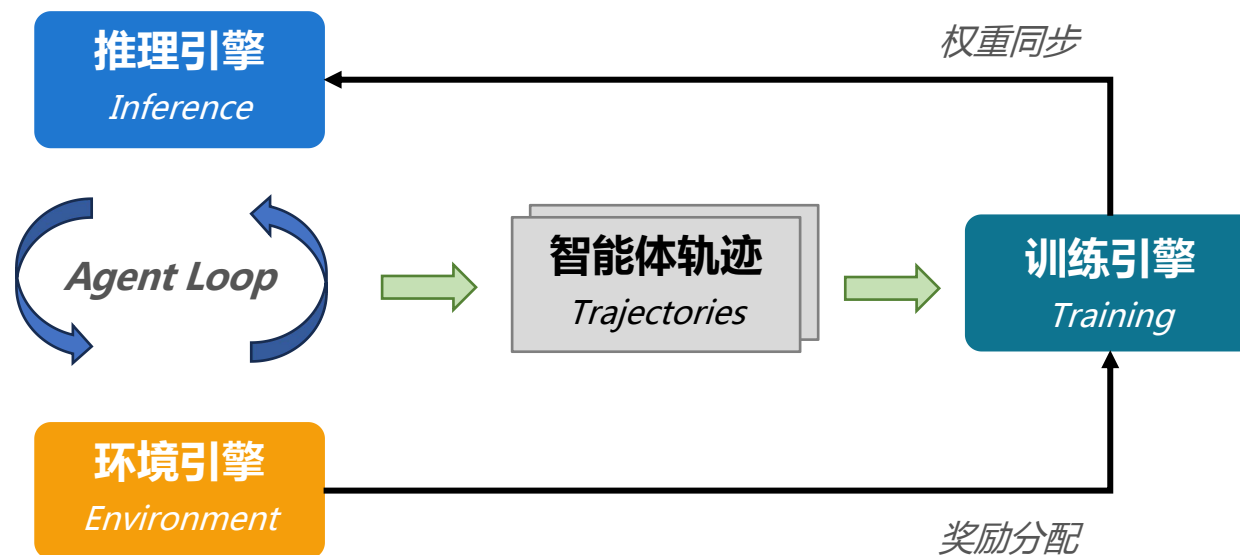 推理引擎
Inference
权重同步
Agent Loop
智能体轨迹
Trajectories
训练引擎
Training
环境引擎
Environment
奖励分配